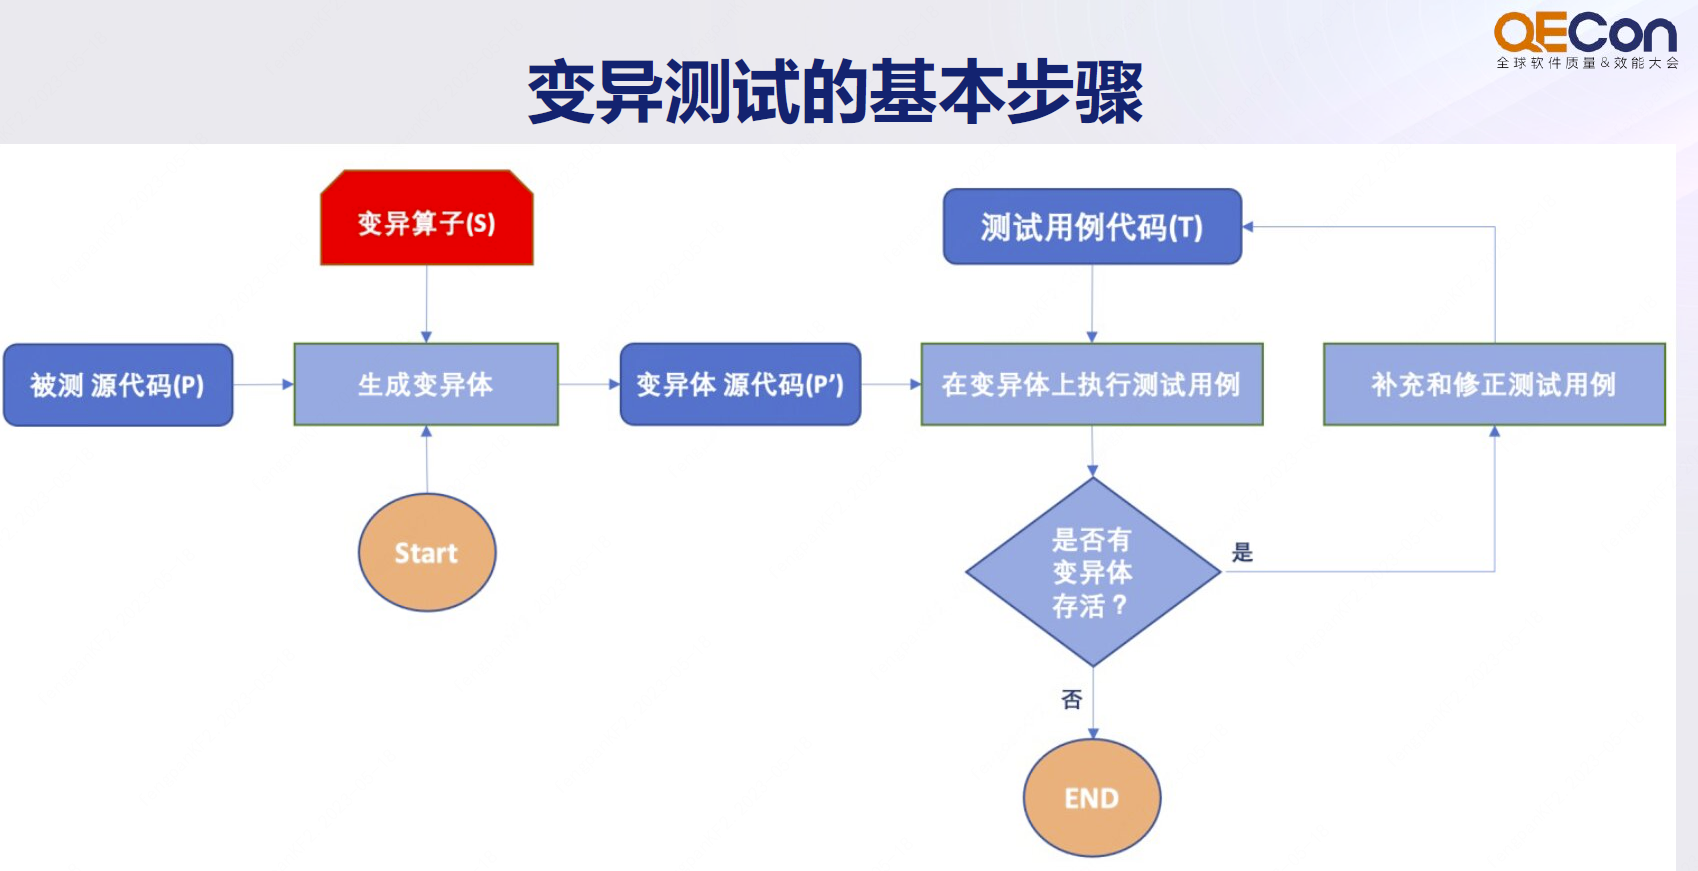 QECon
全球软件质量&效能大会
变异测试的基本步骤
变异算子(S)
测试用例代码(T)
被测 源代码(P)
生成变异体
变异体 源代码(P’)
在变异体上执行测试用例
补充和修正测试用例
Start
是否有
变异体
存活？
是
否
END